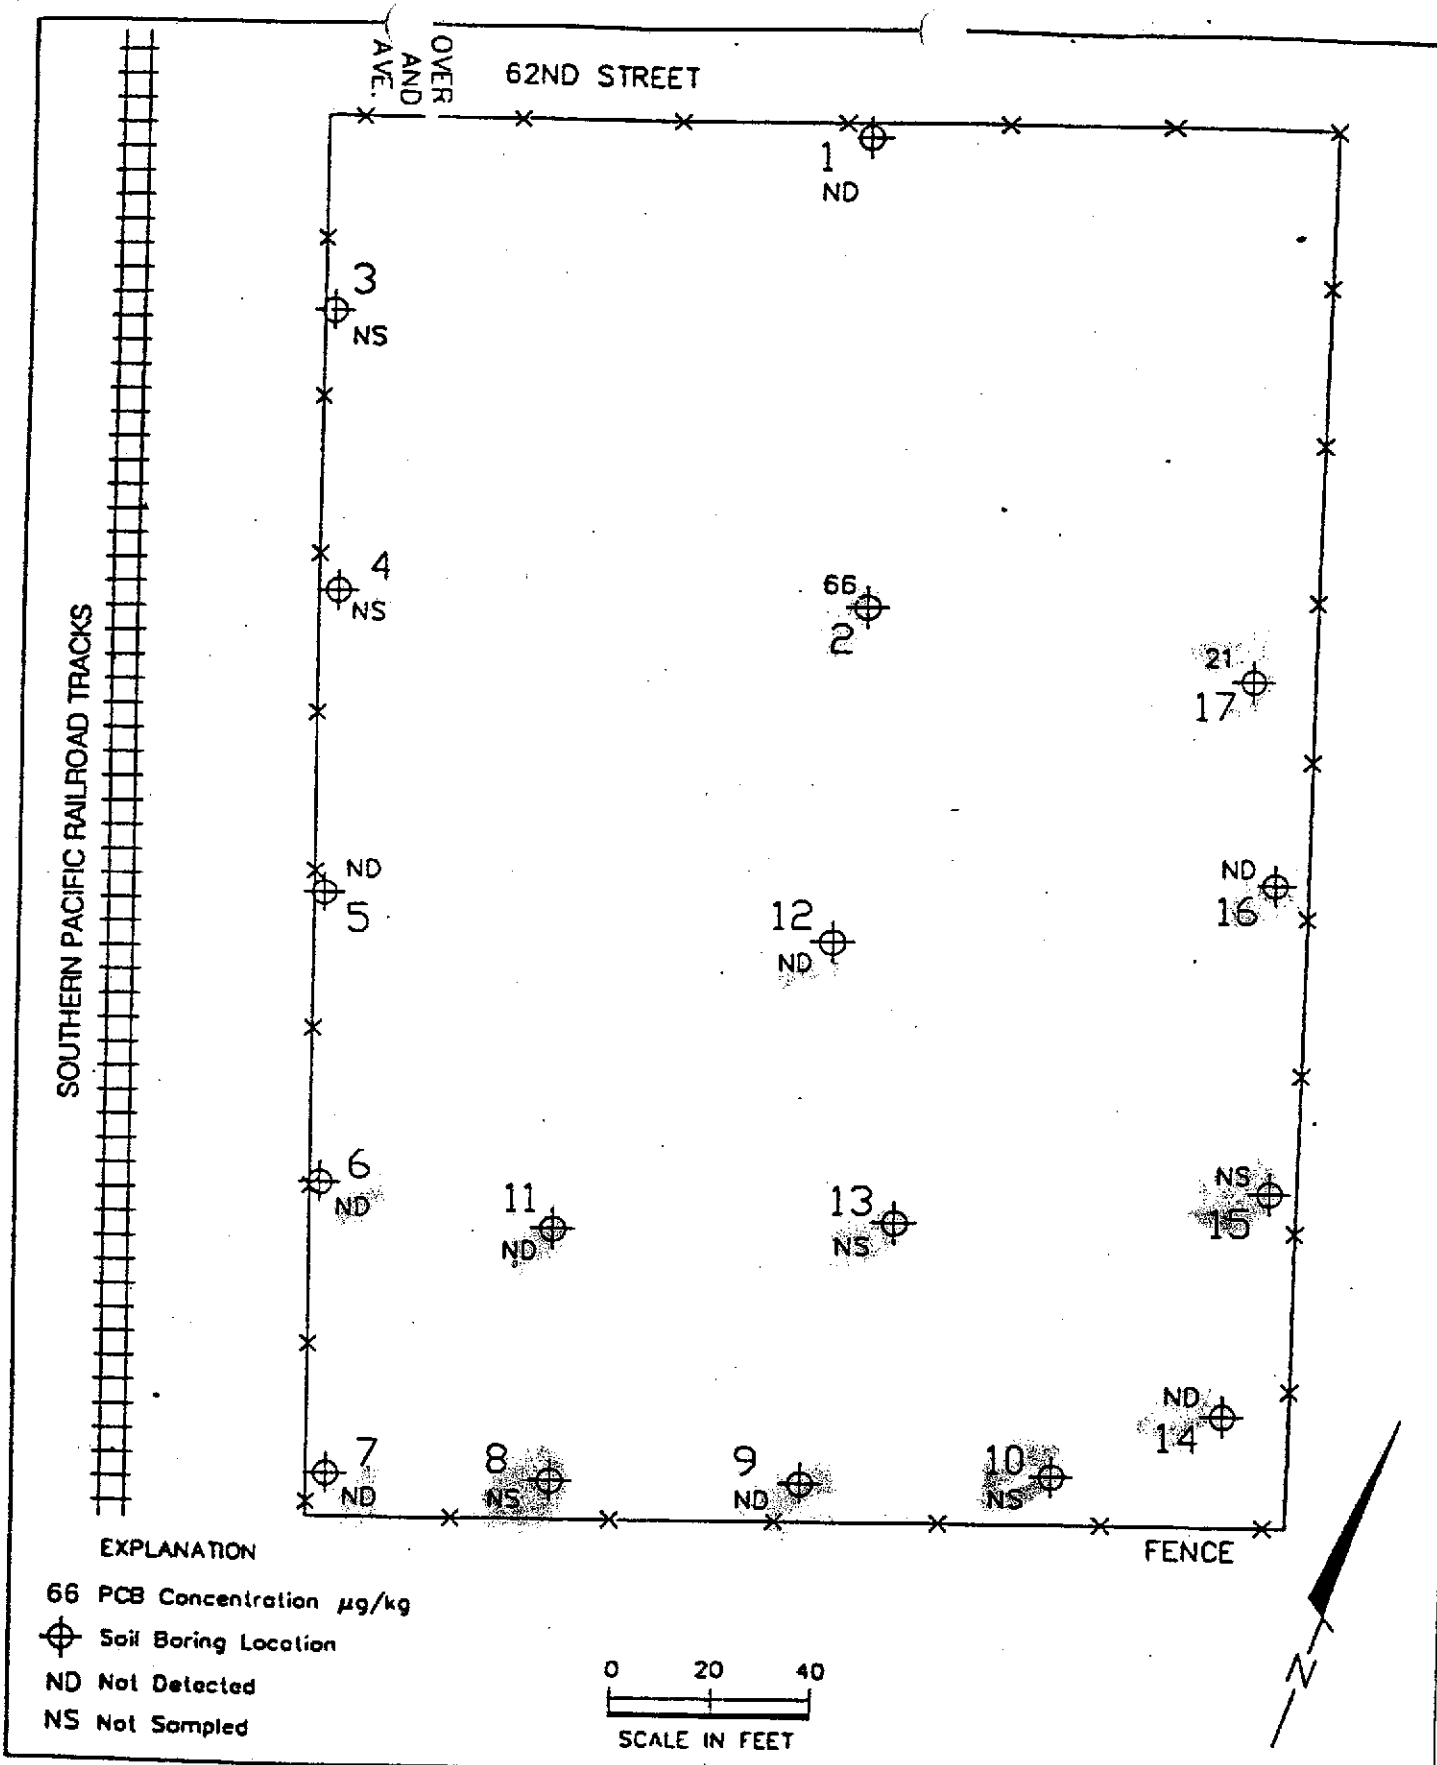 OVER
AND
AVE.
62ND STREET
1
ND
3
NS
4
NS
66
2
21
17
SOUTHERN PACIFIC RAILROAD TRACKS
ND
5
ND
16
12
ND
6
ND
11
ND
13
NS
NS
15
ND
14
7
ND
8
NS
9
ND
10
NS
FENCE
EXPLANATION
66 PCB Concentration µg/kg
Soil Boring Location
ND Not Detected
NS Not Sampled
0 20 40
SCALE IN FEET
N